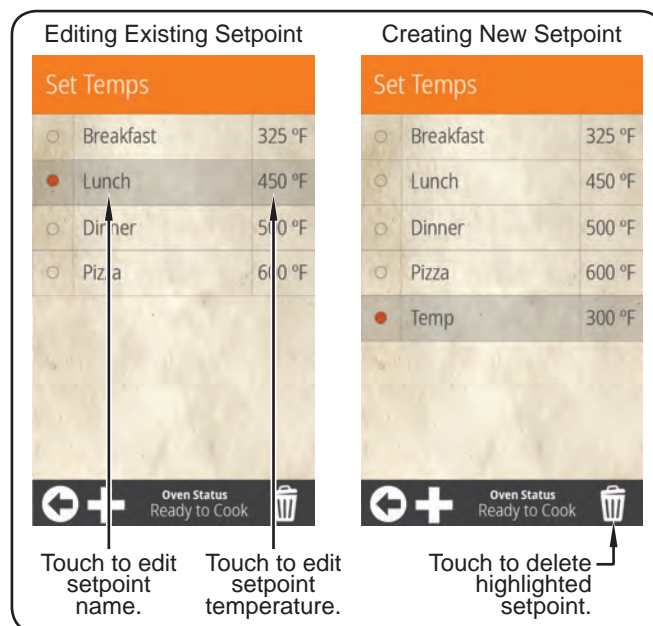 Editing Existing Setpoint
Set Temps
Breakfast 325 °F
Lunch 450 °F
Dinner 500 °F
Pizza 600 °F
Oven Status
Ready to Cook
Touch to edit
setpoint
name.
Touch to edit
setpoint
temperature.
Creating New Setpoint
Set Temps
Breakfast 325 °F
Lunch 450 °F
Dinner 500 °F
Pizza 600 °F
Temp 300 °F
Oven Status
Ready to Cook
Touch to delete
highlighted
setpoint.